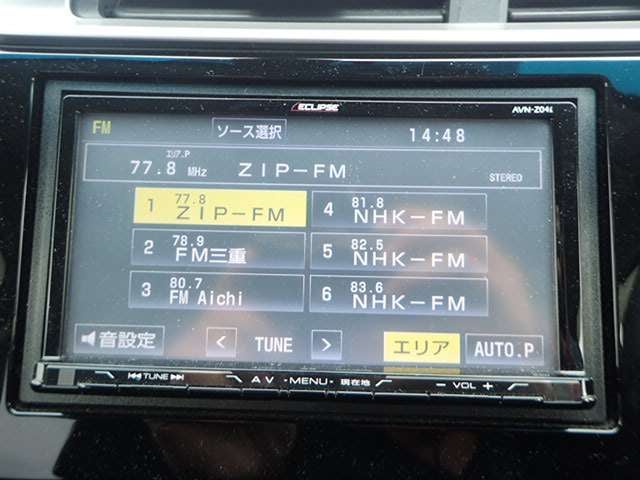 ECLIPSE
AVN-Z04i
FM ソース選択 14:48
エリア.P
77.8 MHz ZIP-FM STEREO
1 77.8 ZIP-FM
2 78.9 FM三重
3 80.7 FM Aichi
4 81.8 NHK-FM
5 82.5 NHK-FM
6 83.6 NHK-FM
音設定 < TUNE > エリア AUTO.P
TUNE AV MENU 現在地 - VOL +